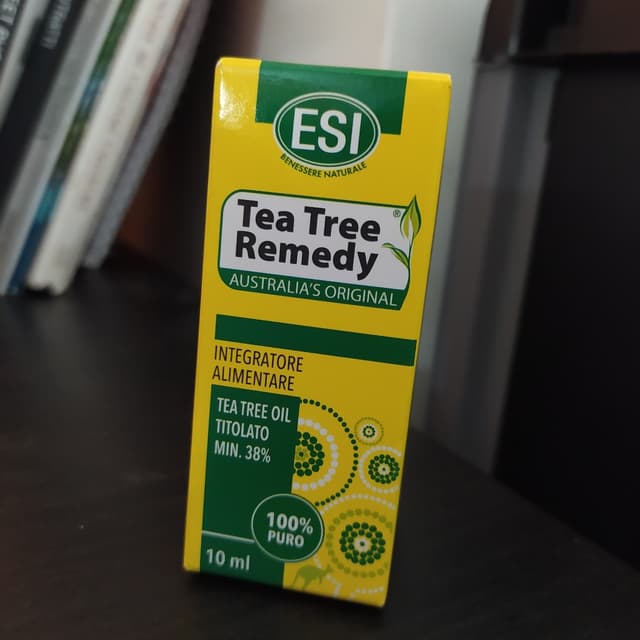 ESI
BENESSERE NATURALE
Tea Tree
Remedy®
AUSTRALIA'S ORIGINAL
INTEGRATORE
ALIMENTARE
TEA TREE OIL
TITOLATO
MIN. 38%
100%
PURO
10 ml